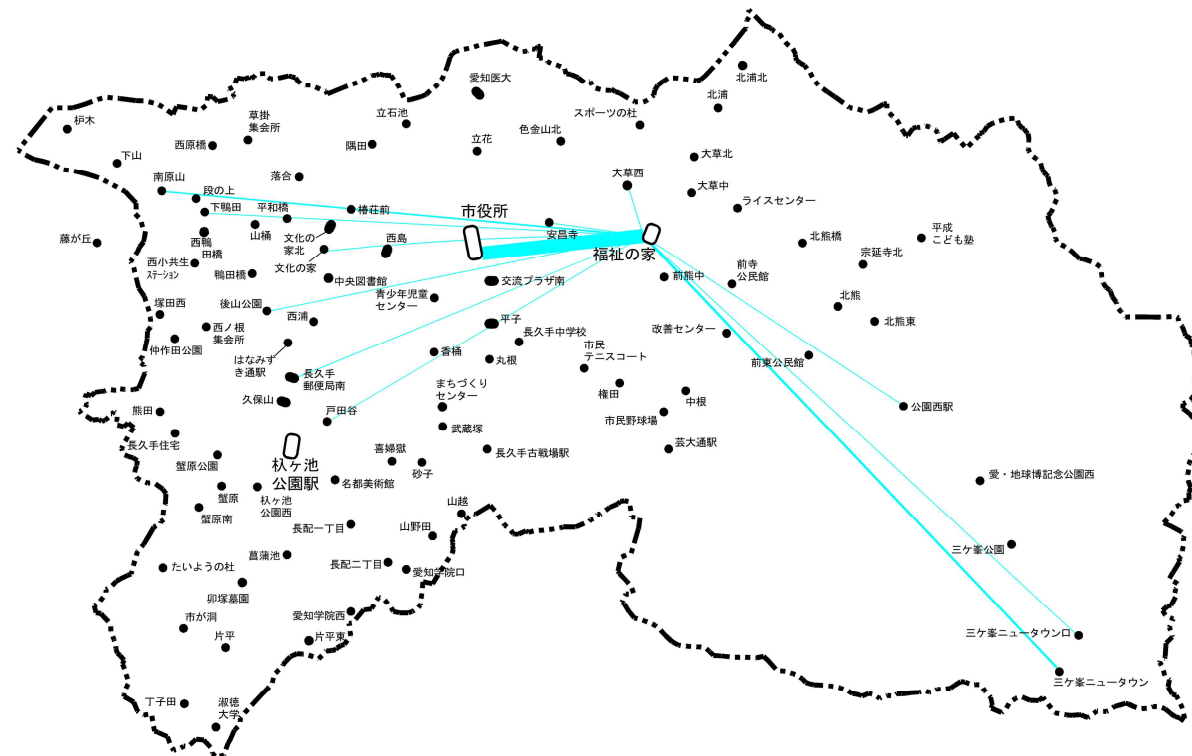 愛知医大
北浦北
北浦
枦木
草掛
集会所
立石池
スポーツの杜
色金山北
立花
西原橋
隅田
下山
大草北
南原山
落合
大草西
大草中
段の上
下鴨田
平和橋
椿荘前
市役所
ライスセンター
平成
こども塾
藤が丘
西鴨
田橋
山桶
文化の
家北
西島
安昌寺
福祉の家
北熊橋
宗延寺北
西小共生
ステーション
鴨田橋
文化の家
中央図書館
交流プラザ南
前熊中
前寺
公民館
青少年児童
センター
塚田西
後山公園
西浦
平子
北熊
北熊東
西ノ根
集会所
長久手中学校
改善センター
仲作田公園
はなみず
き通駅
香桶
丸根
市民
テニスコート
前東公民館
長久手
郵便局南
まちづくり
センター
権田
中根
久保山
戸田谷
市民野球場
公園西駅
熊田
武蔵塚
長久手住宅
杁ヶ池
公園駅
喜婦嶽
長久手古戦場駅
芸大通駅
蟹原公園
砂子
愛・地球博記念公園西
蟹原
杁ヶ池
公園西
名都美術館
山越
蟹原南
長配一丁目
山野田
三ケ峯公園
菖蒲池
たいようの杜
長配二丁目
愛知学院口
卯塚墓園
市が洞
愛知学院西
片平
片平東
三ケ峯ニュータウン口
三ケ峯ニュータウン
丁子田
淑徳
大学